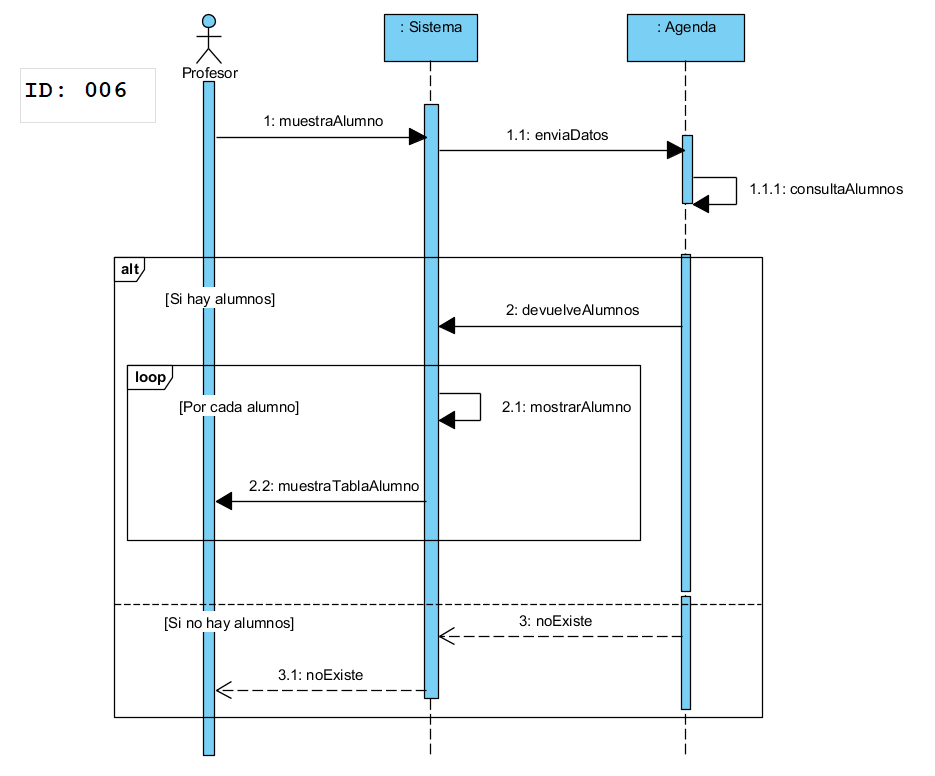 : Sistema
: Agenda
Profesor
ID: 006
1: muestraAlumno
1.1: enviaDatos
1.1.1: consultaAlumnos
alt
[Si hay alumnos]
2: devuelveAlumnos
loop
[Por cada alumno]
2.1: mostrarAlumno
2.2: muestraTablaAlumno
[Si no hay alumnos]
3: noExiste
3.1: noExiste